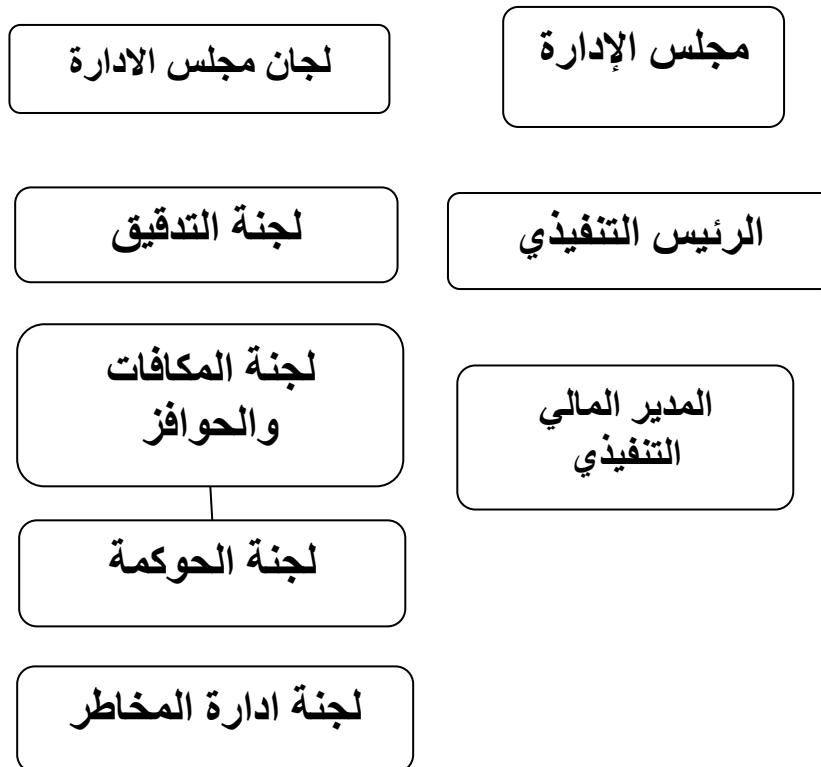 مجلس الإدارة
لجان مجلس الادارة
الرئيس التنفيذي
لجنة التدقيق
المدير المالي
التنفيذي
لجنة المكافات
والحوافز
لجنة الحوكمة
لجنة ادارة المخاطر